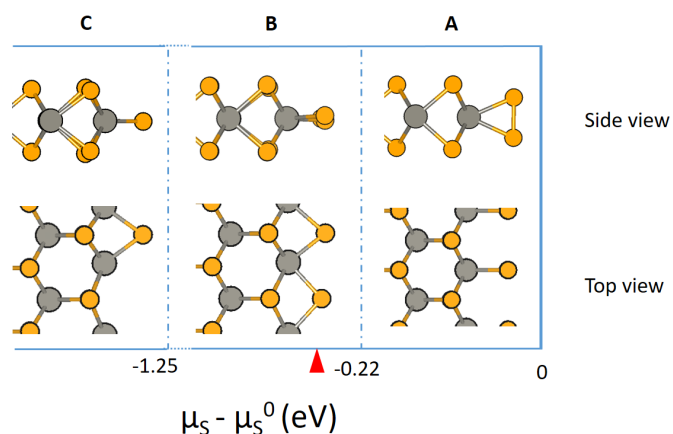 C B A
Side view
Top view
-1.25 -0.22 0
μS - μS0 (eV)